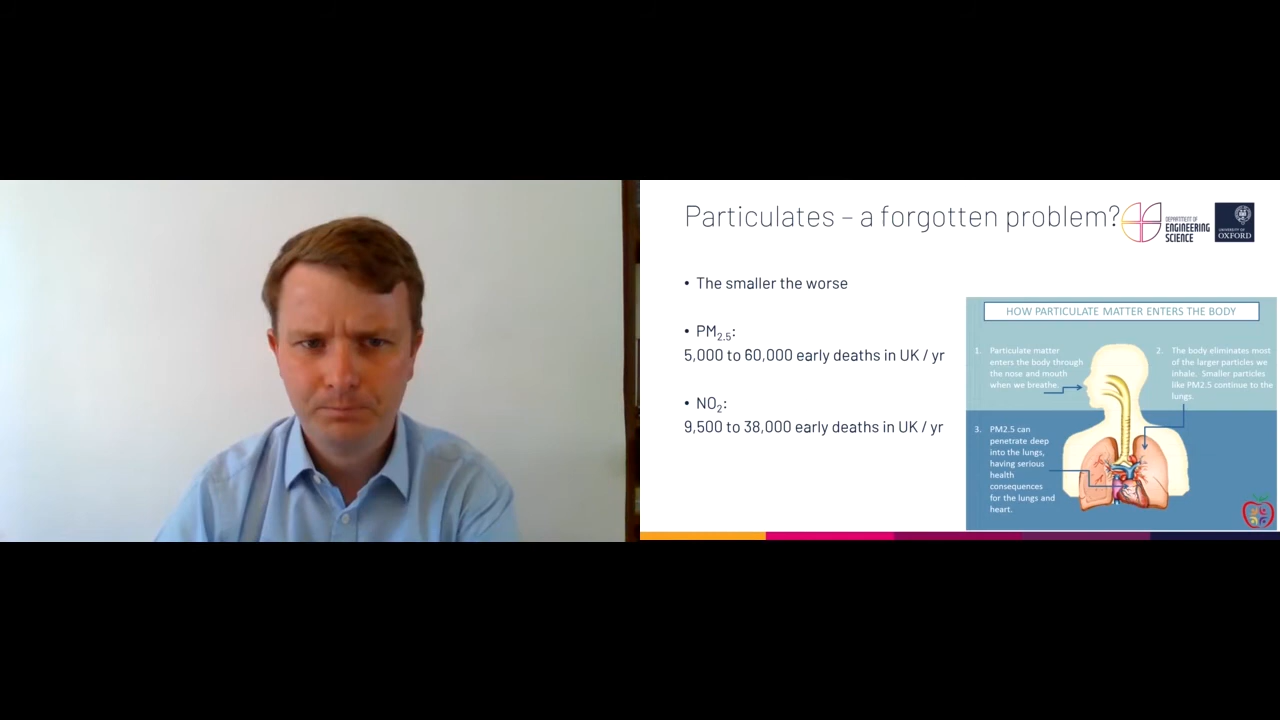 Particulates – a forgotten problem?
DEPARTMENT OF
ENGINEERING
SCIENCE
UNIVERSITY OF
OXFORD
• The smaller the worse
• PM2.5:
5,000 to 60,000 early deaths in UK / yr
• NO2:
9,500 to 38,000 early deaths in UK / yr
HOW PARTICULATE MATTER ENTERS THE BODY
1. Particulate matter
enters the body through
the nose and mouth
when we breathe.
2. The body eliminates most
of the larger particles we
inhale. Smaller particles
like PM2.5 continue to the
lungs.
3. PM2.5 can
penetrate deep
into the lungs,
having serious
health
consequences
for the lungs and
heart.